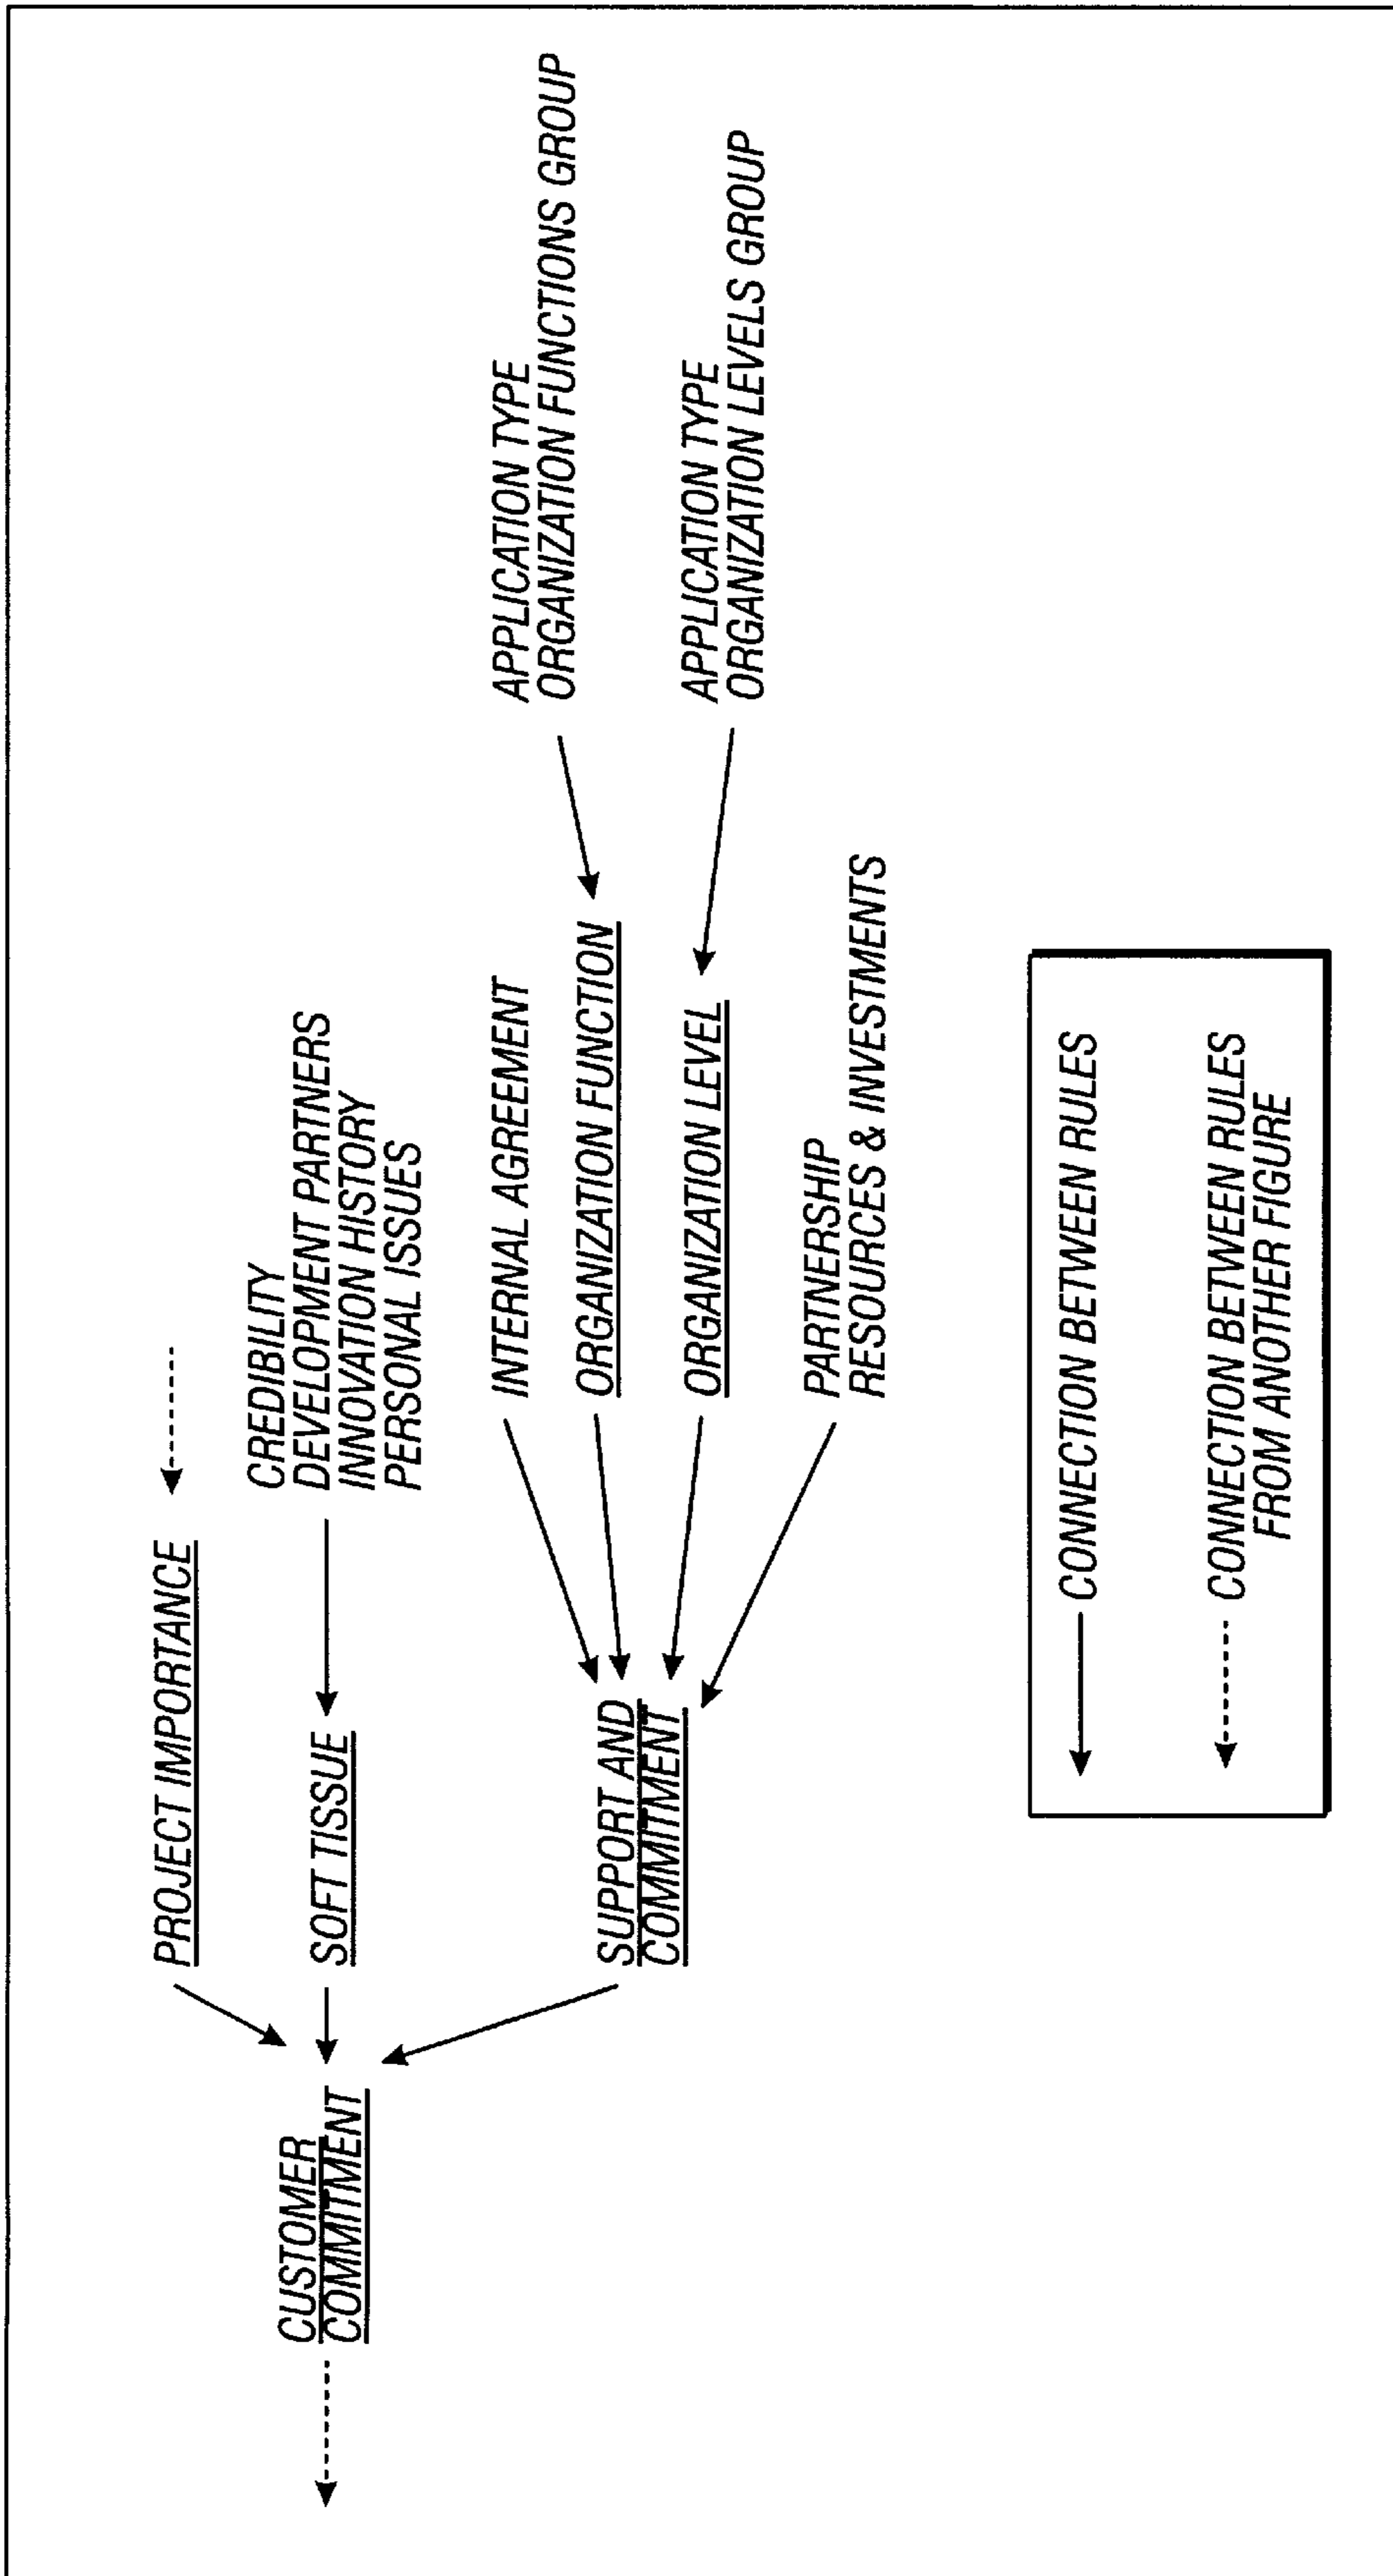 PROJECT IMPORTANCE
CREDIBILITY
DEVELOPMENT PARTNERS
INNOVATION HISTORY
PERSONAL ISSUES
CUSTOMER
COMMITMENT
SOFT TISSUE
INTERNAL AGREEMENT
APPLICATION TYPE
ORGANIZATION FUNCTIONS GROUP
ORGANIZATION FUNCTION
SUPPORT AND
COMMITMENT
ORGANIZATION LEVEL
APPLICATION TYPE
ORGANIZATION LEVELS GROUP
PARTNERSHIP
RESOURCES & INVESTMENTS
CONNECTION BETWEEN RULES
CONNECTION BETWEEN RULES
FROM ANOTHER FIGURE